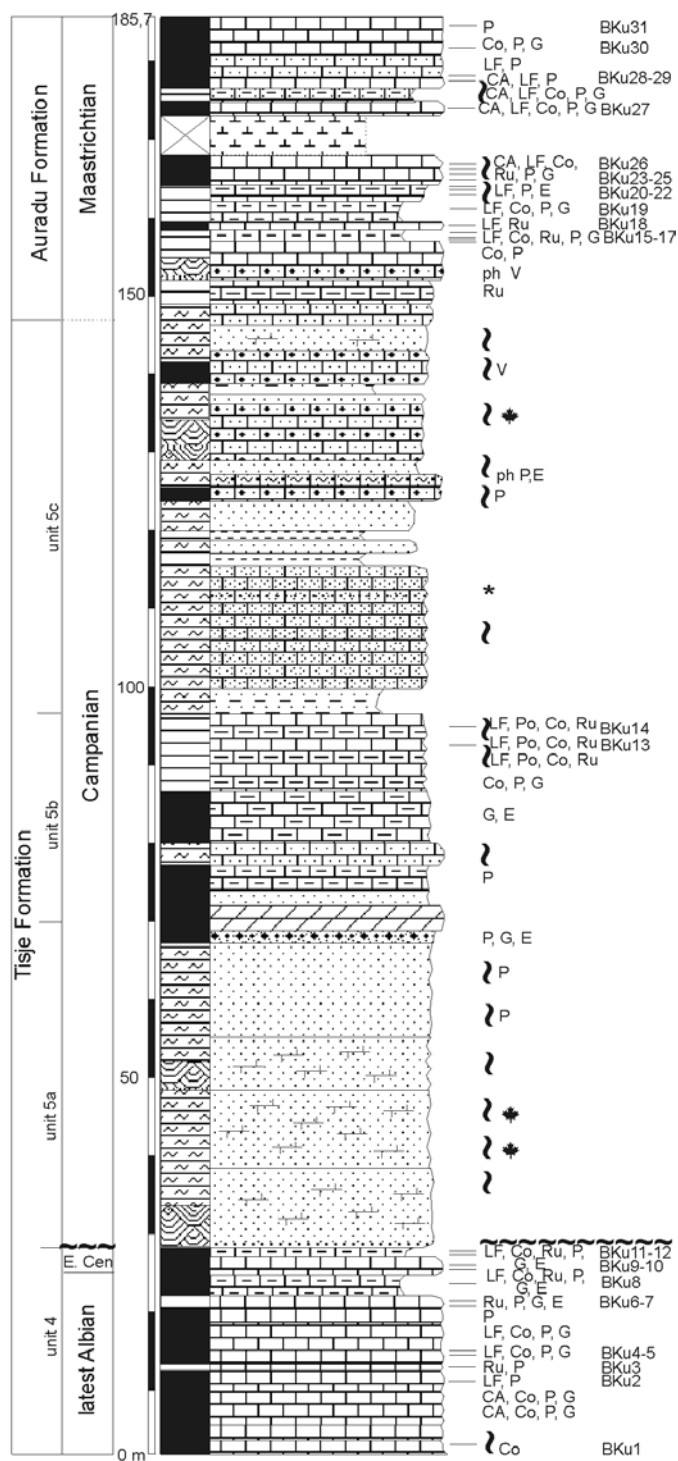 185,7
P BKu31
Co, P, G BKu30
LF, P
CA, LF, P BKu28-29
CA, LF, Co, P, G
CA, LF, Co, P, G BKu27
CA, LF, Co, BKu26
Ru, P, G BKu23-25
LF, P, E BKu20-22
LF, Co, P, G BKu19
LF, Ru BKu18
LF, Co, Ru, P, G BKu15-17
Co, P
ph V
150 Ru
Auradu Formation
Maastrichtian
V
ph P,E
P
unit 5c
*
100
LF, Po, Co, Ru BKu14
LF, Po, Co, Ru BKu13
LF, Po, Co, Ru
Co, P, G
G, E
P
Campanian
unit 5b
Tisje Formation
P, G, E
P
P
50
unit 5a
LF, Co, Ru, P, BKu11-12
G, E BKu9-10
E. Cen
LF, Co, Ru, P, BKu8
G, E
Ru, P, G, E BKu6-7
P
LF, Co, P, G
LF, Co, P, G BKu4-5
Ru, P BKu3
LF, P BKu2
CA, Co, P, G
CA, Co, P, G
unit 4
latest Albian
Co BKu1
0 m